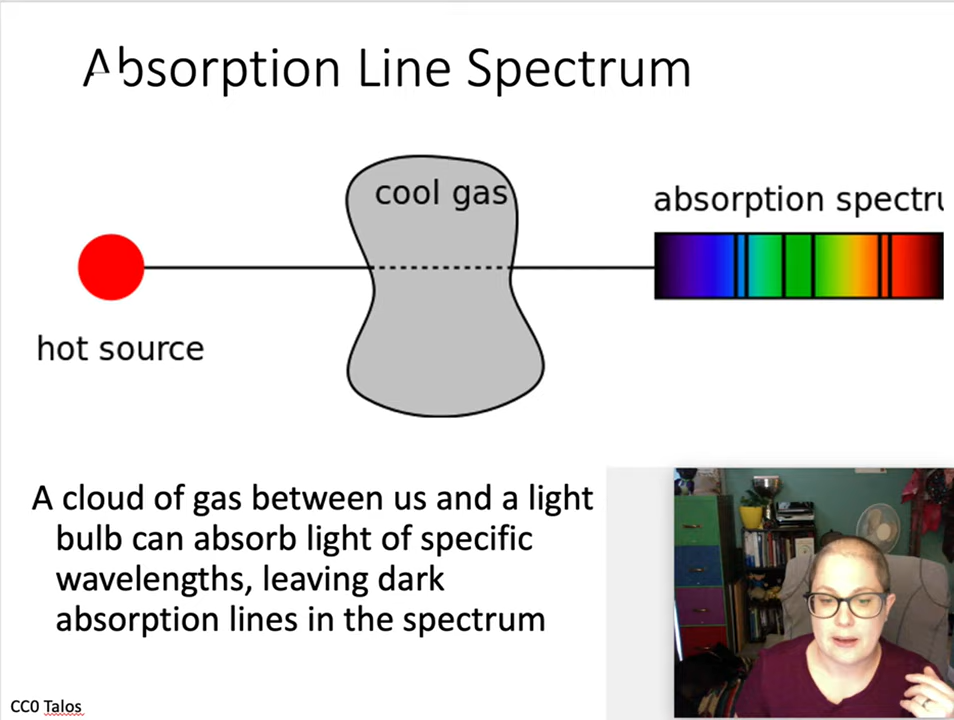 Absorption Line Spectrum
cool gas
absorption spectru
hot source
A cloud of gas between us and a light
bulb can absorb light of specific
wavelengths, leaving dark
absorption lines in the spectrum
CC0 Talos